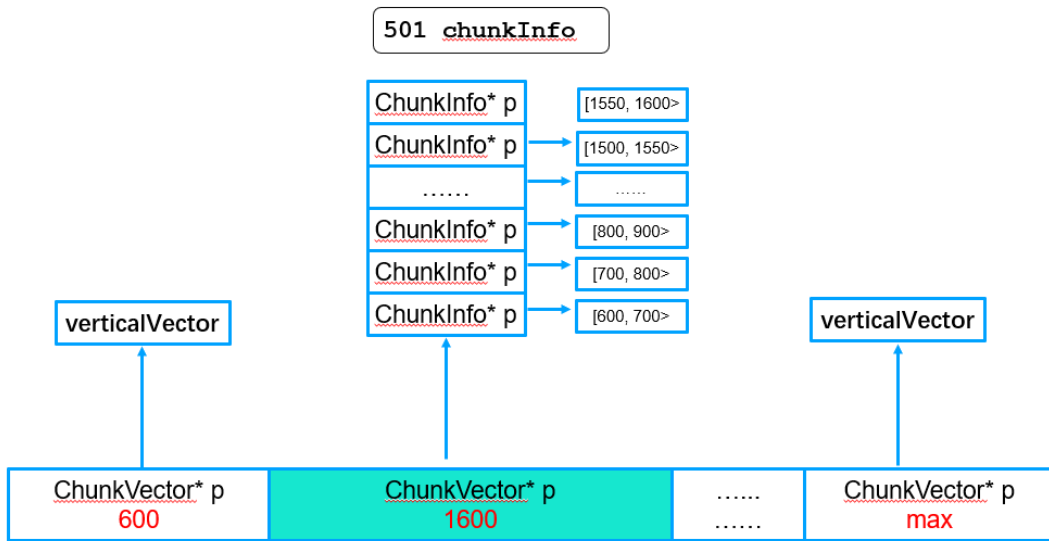 501 chunkInfo
ChunkInfo* p
[1550, 1600>
ChunkInfo* p
[1500, 1550>
……
……
ChunkInfo* p
[800, 900>
ChunkInfo* p
[700, 800>
ChunkInfo* p
[600, 700>
verticalVector
verticalVector
ChunkVector* p
600
ChunkVector* p
1600
…...
……
ChunkVector* p
max